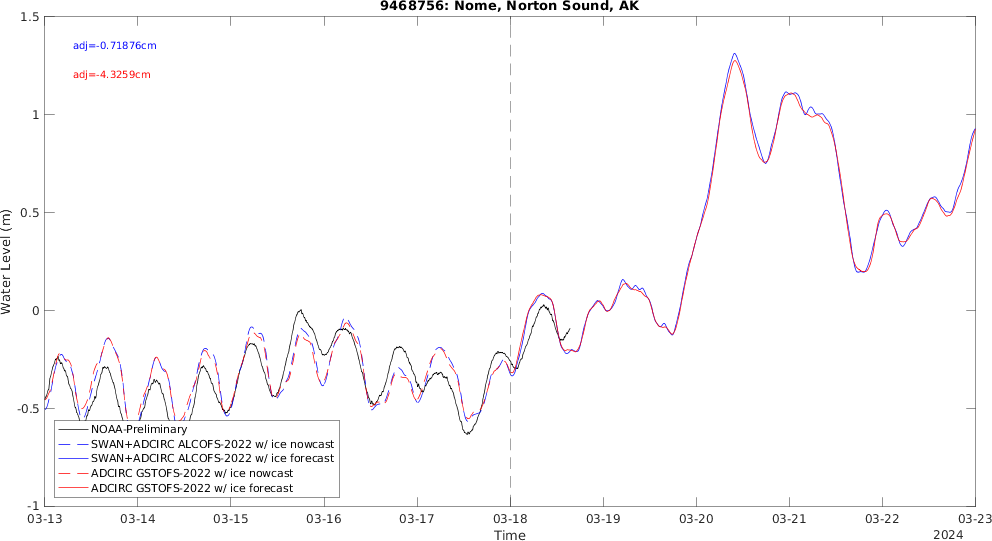 9468756: Nome, Norton Sound, AK
1.5
adj=-0.71876cm
adj=-4.3259cm
1
0.5
Water Level (m)
0
-0.5
NOAA-Preliminary
SWAN+ADCIRC ALCOFS-2022 w/ ice nowcast
SWAN+ADCIRC ALCOFS-2022 w/ ice forecast
ADCIRC GSTOFS-2022 w/ ice nowcast
ADCIRC GSTOFS-2022 w/ ice forecast
-1
03-13 03-14 03-15 03-16 03-17 03-18 03-19 03-20 03-21 03-22 03-23
Time
2024